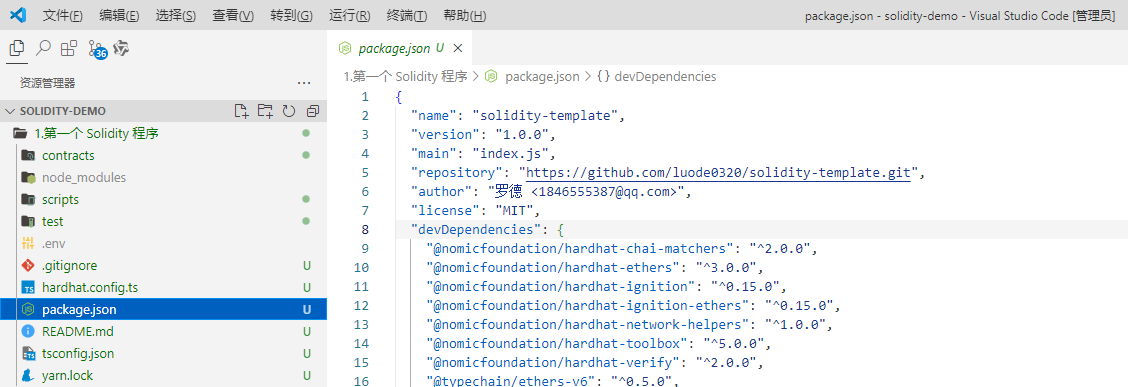 文件(F) 编辑(E) 选择(S) 查看(V) 转到(G) 运行(R) 终端(T) 帮助(H) package.json - solidity-demo - Visual Studio Code [管理员]
36
package.json U
资源管理器
SOLIDITY-DEMO
1.第一个 Solidity 程序
contracts
node_modules
scripts
test
.env
.gitignore U
hardhat.config.ts U
package.json U
README.md U
tsconfig.json U
yarn.lock U
1.第一个 Solidity 程序 > package.json > {} devDependencies
1 {
2 "name": "solidity-template",
3 "version": "1.0.0",
4 "main": "index.js",
5 "repository": "https://github.com/luode0320/solidity-template.git",
6 "author": "罗德 <1846555387@qq.com>",
7 "license": "MIT",
8 "devDependencies": {
9 "@nomicfoundation/hardhat-chai-matchers": "^2.0.0",
10 "@nomicfoundation/hardhat-ethers": "^3.0.0",
11 "@nomicfoundation/hardhat-ignition": "^0.15.0",
12 "@nomicfoundation/hardhat-ignition-ethers": "^0.15.0",
13 "@nomicfoundation/hardhat-network-helpers": "^1.0.0",
14 "@nomicfoundation/hardhat-toolbox": "^5.0.0",
15 "@nomicfoundation/hardhat-verify": "^2.0.0",
16 "@typechain/ethers-v6": "^0.5.0",